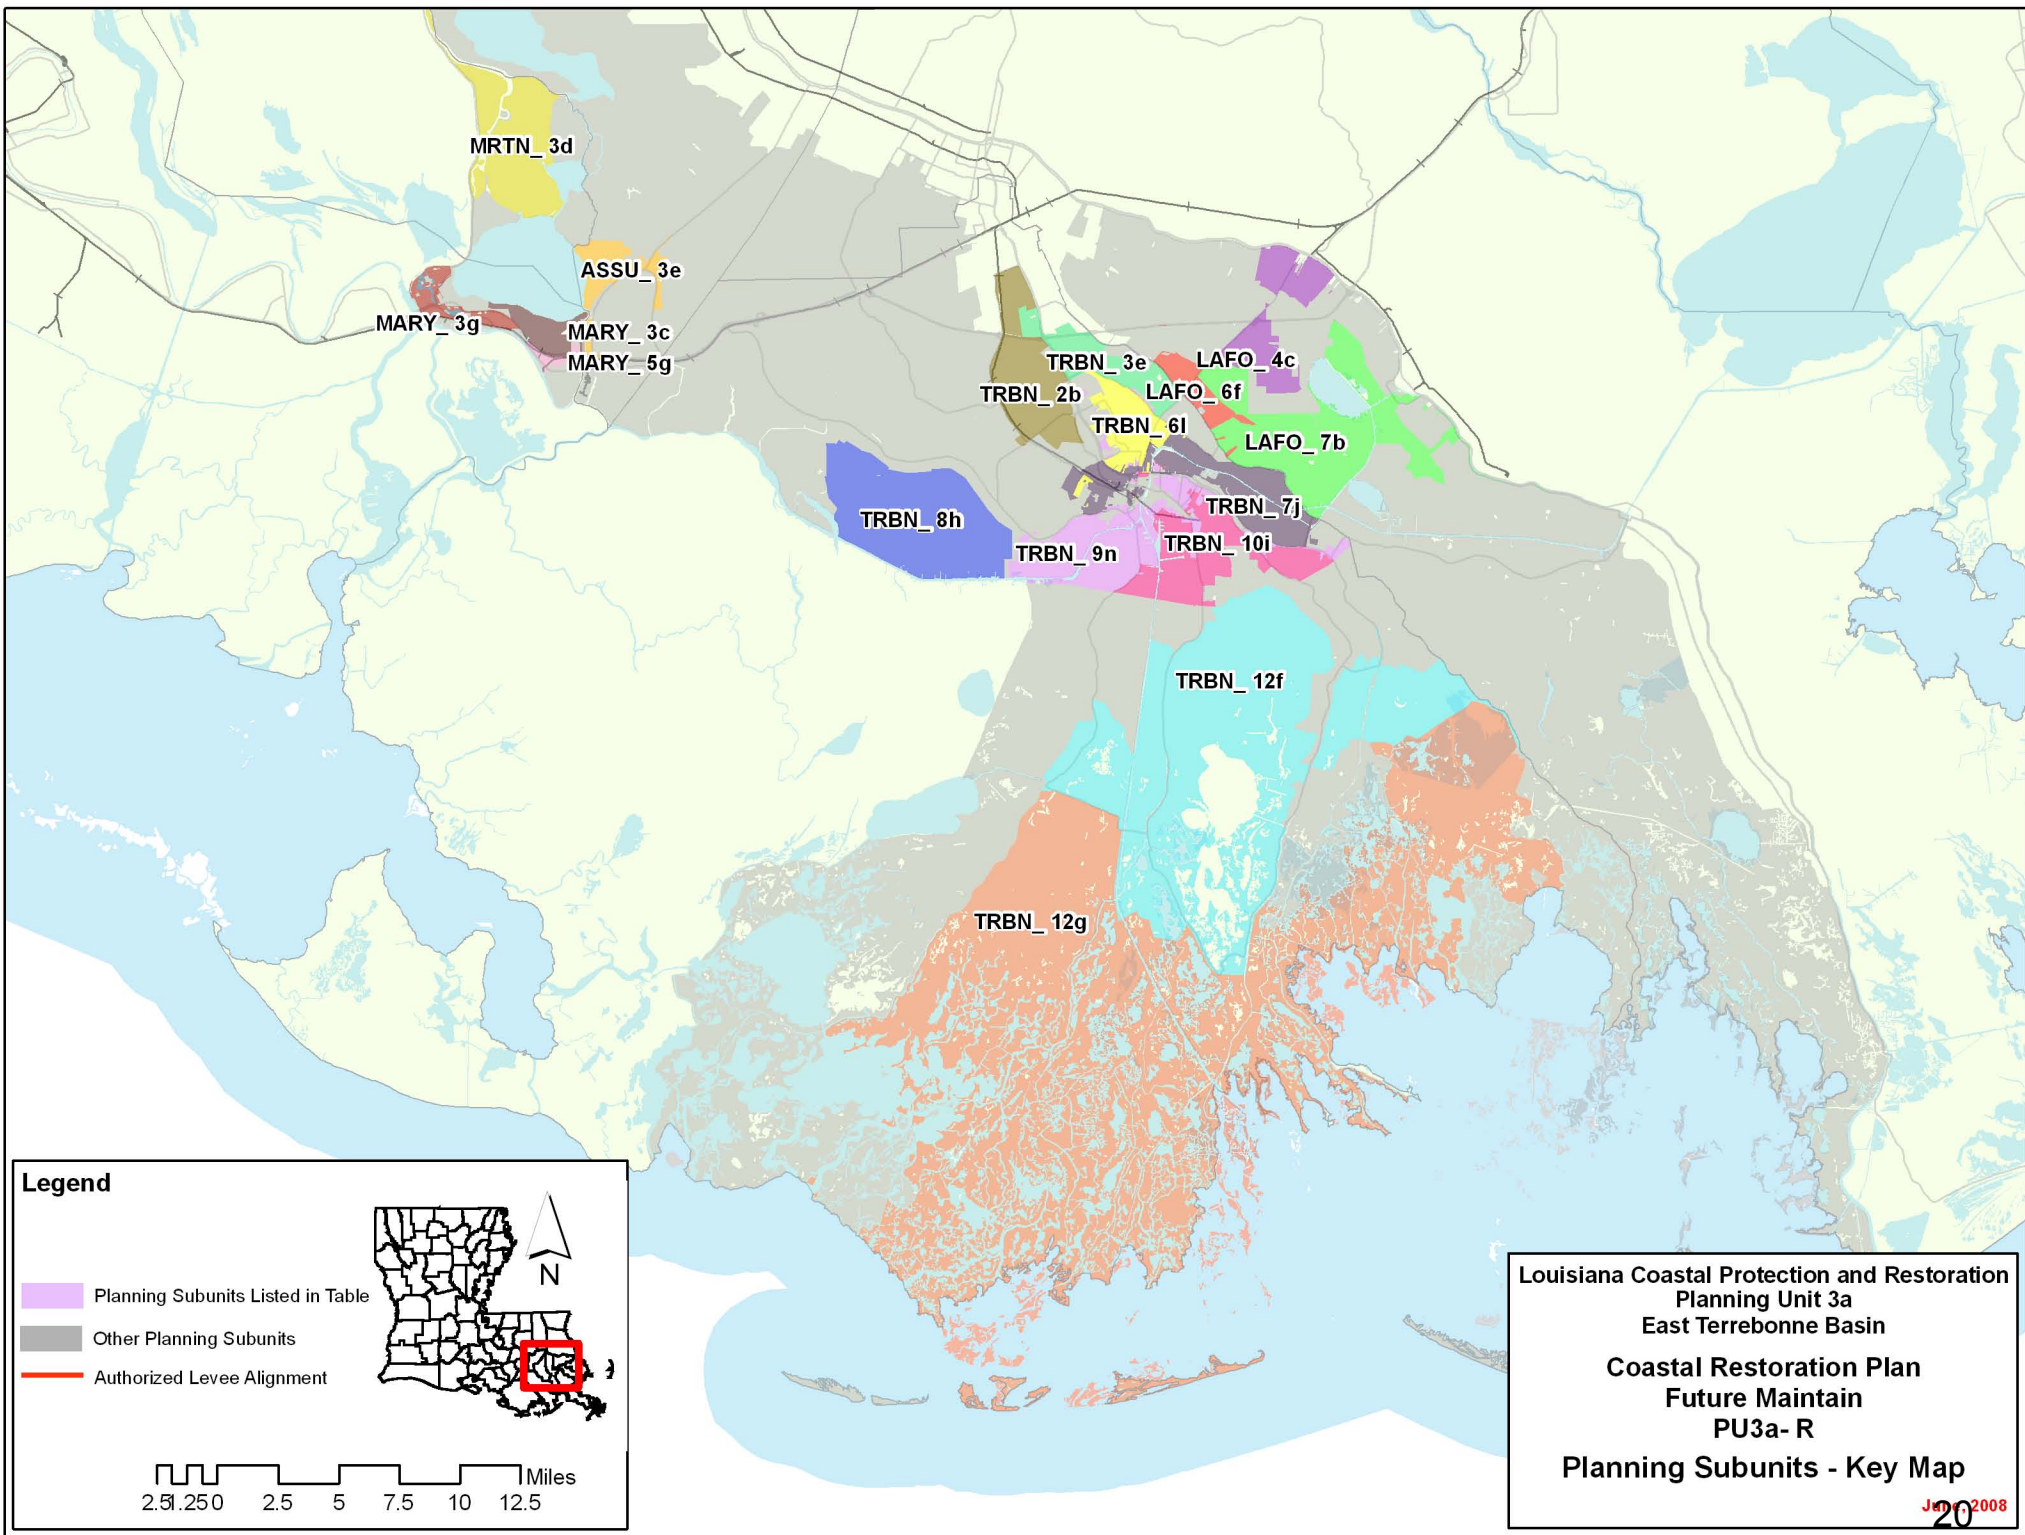 MRTN_ 3d
ASSU_ 3e
MARY_ 3g
MARY_ 3c
MARY_ 5g
TRBN_ 3e
LAFO_ 4c
TRBN_ 2b
LAFO_ 6f
TRBN_ 6l
LAFO_ 7b
TRBN_ 8h
TRBN_ 7j
TRBN_ 9n
TRBN_ 10i
TRBN_ 12f
TRBN_ 12g
Legend
N
Planning Subunits Listed in Table
Other Planning Subunits
Authorized Levee Alignment
Miles
2.51.250 2.5 5 7.5 10 12.5
Louisiana Coastal Protection and Restoration
Planning Unit 3a
East Terrebonne Basin
Coastal Restoration Plan
Future Maintain
PU3a- R
Planning Subunits - Key Map
June, 2008
20